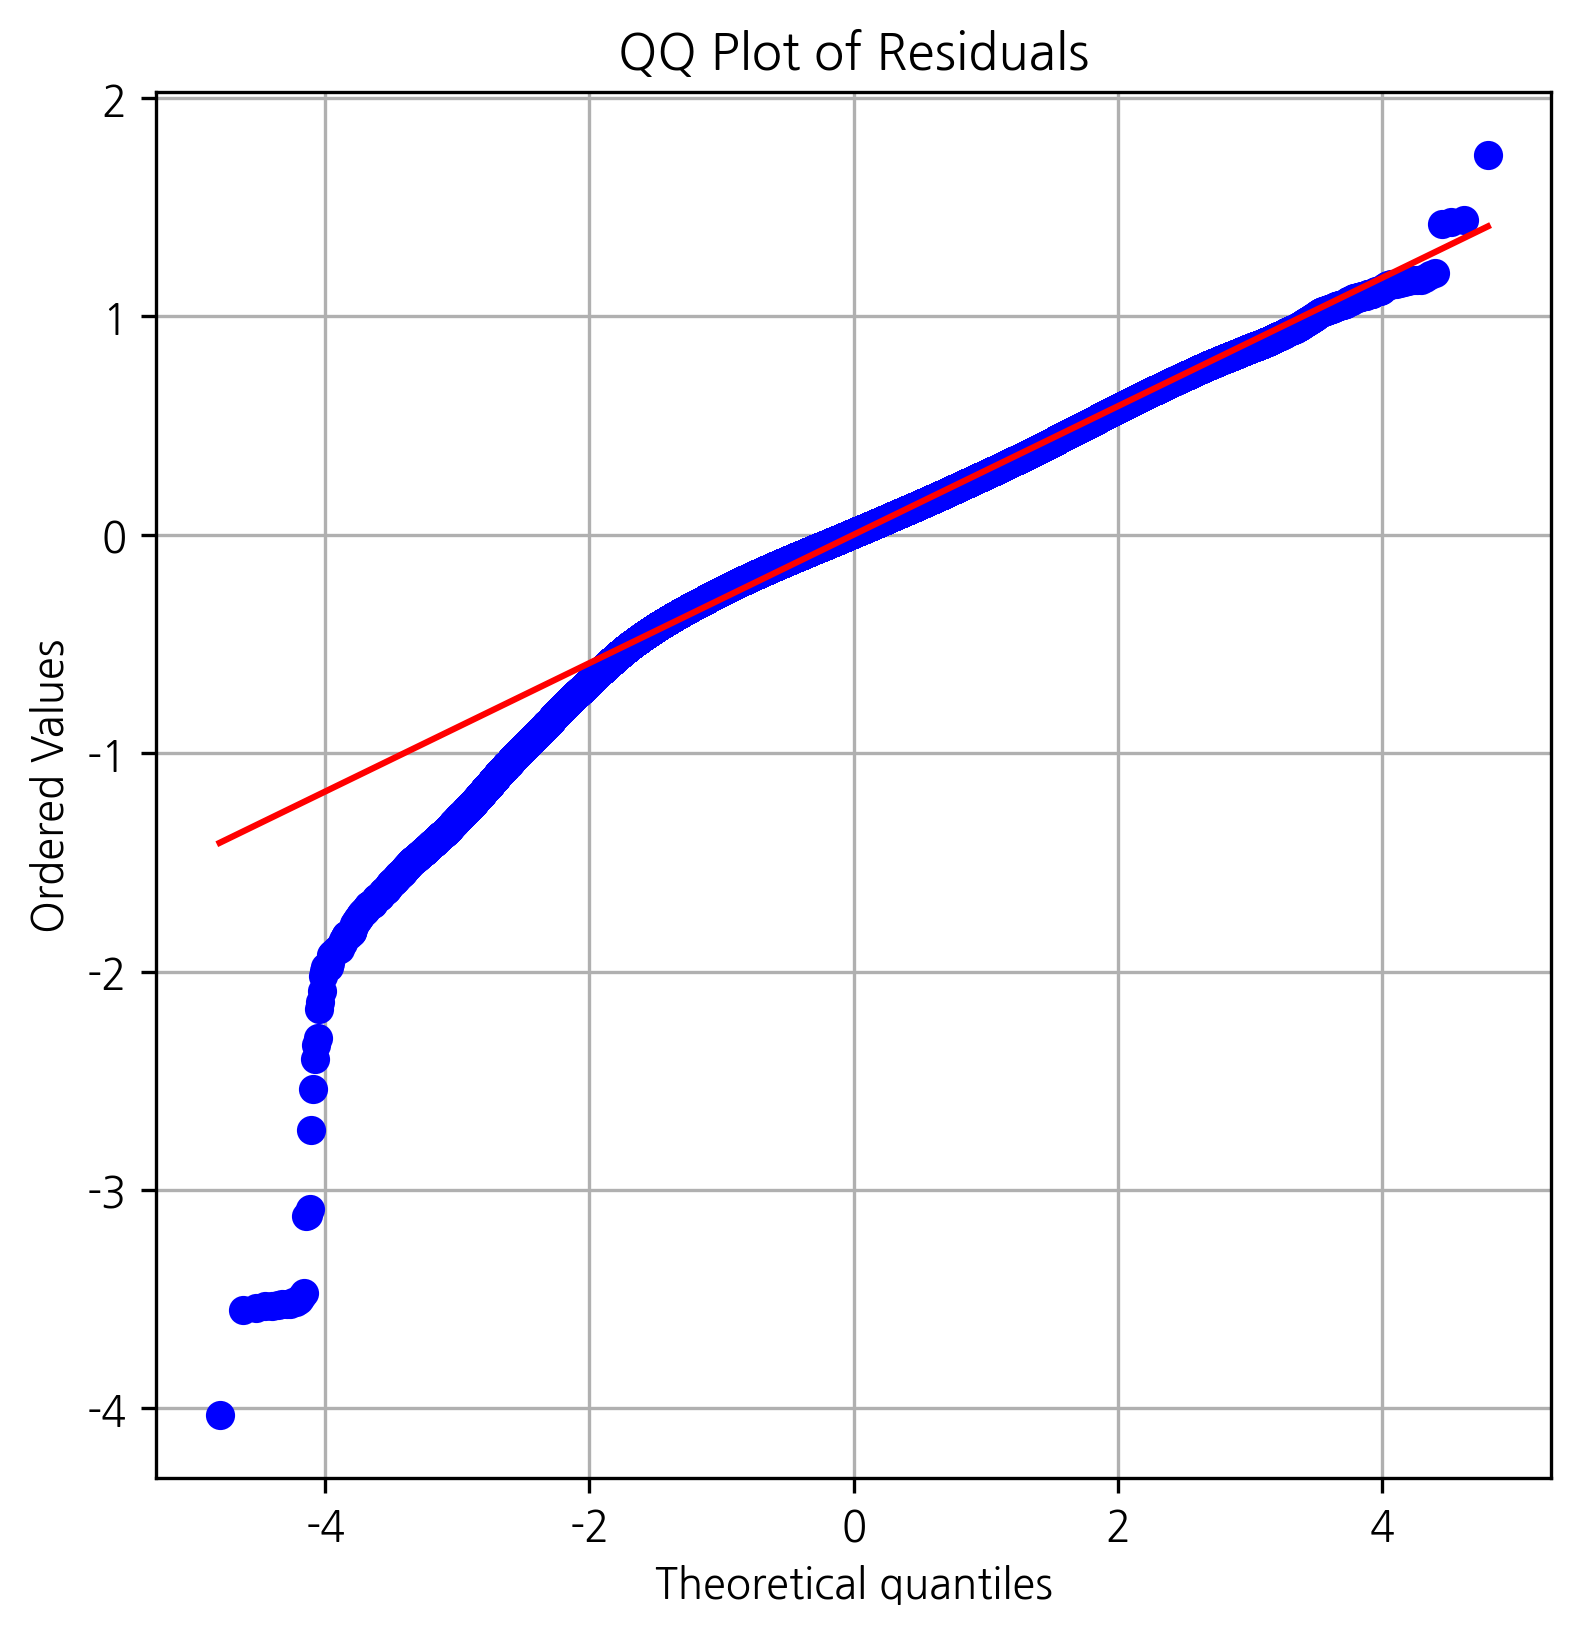 QQ Plot of Residuals
2
1
0
-1
-2
-3
-4
Ordered Values
-4 -2 0 2 4
Theoretical quantiles